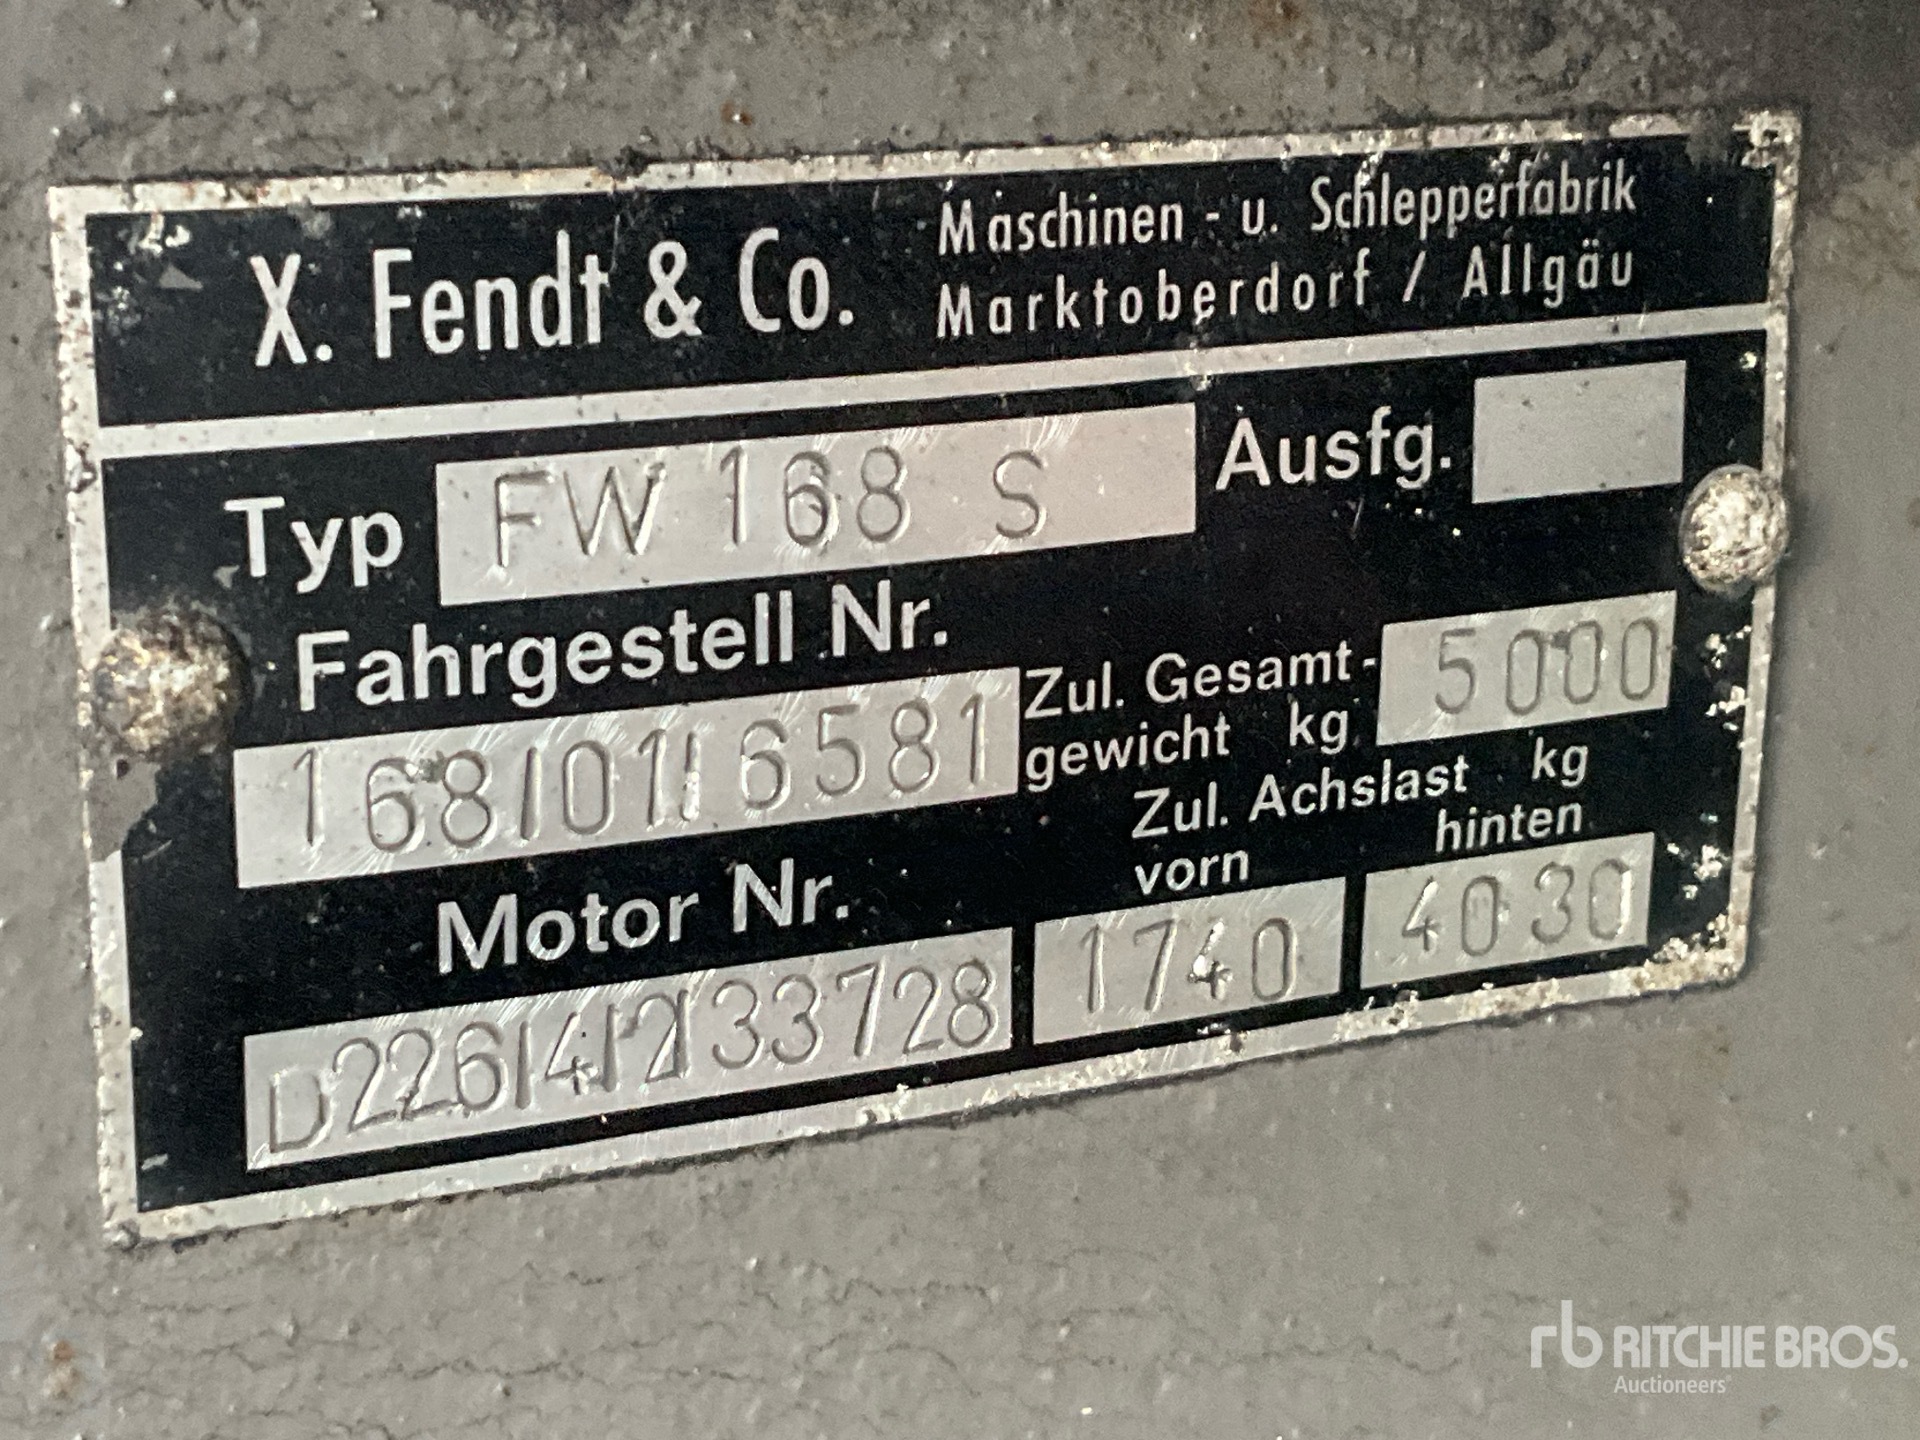 X. Fendt & Co. Maschinen - u. Schlepperfabrik
Marktoberdorf / Allgäu
Typ FW 168 S Ausfg.
Fahrgestell Nr.
168/01/6581
Zul. Gesamt-
gewicht kg 5000
Zul. Achslast kg
vorn hinten
Motor Nr.
D226/4/2/33728 1740 4030
rb RITCHIE BROS.
Auctioneers